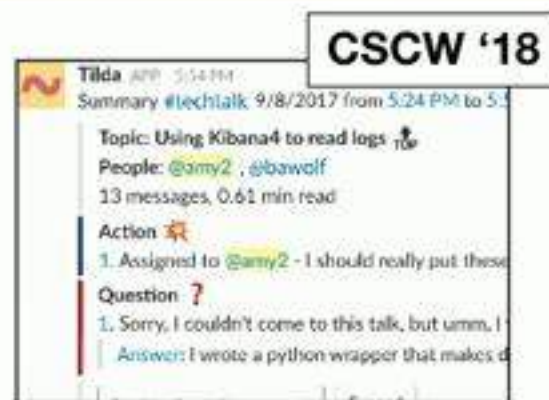 CSCW ‘18
Tilda APP 5:54 PM
Summary #techtalk 9/8/2017 from 5:24 PM to 5:5
Topic: Using Kibana4 to read logs TOP
People: @amy2 , @bawolf
13 messages, 0.61 min read
Action
1. Assigned to @amy2 - I should really put these
Question ?
1. Sorry, I couldn't come to this talk, but umm, I
Answer: I wrote a python wrapper that makes d